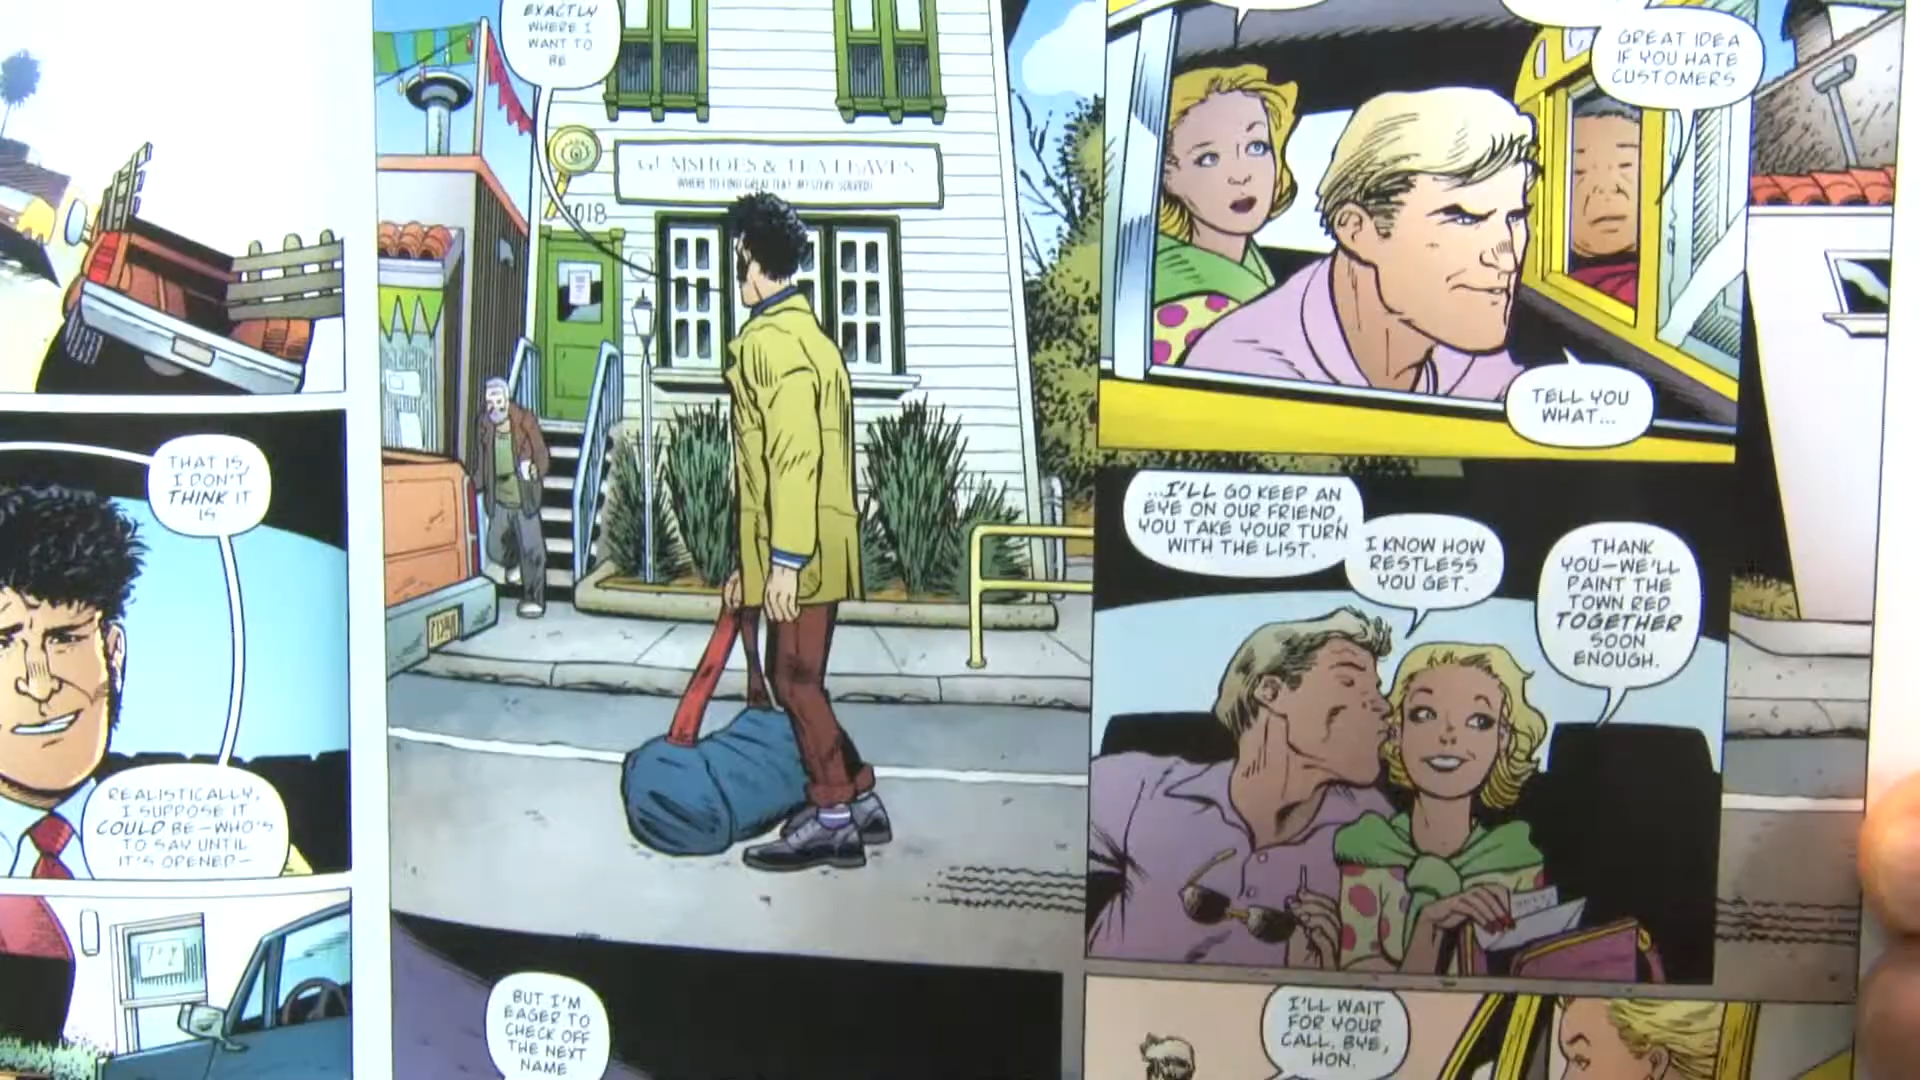 THAT IS,
I DON'T
THINK IT
IS
REALISTICALLY,
I SUPPOSE IT
COULD BE—WHO'S
TO SAY UNTIL
IT'S OPENED—
EXACTLY
WHERE I
WANT TO
BE
GUMSHOES & TEA LEAVES
1018
BUT I'M
EAGER TO
CHECK OFF
THE NEXT
NAME
GREAT IDEA
IF YOU HATE
CUSTOMERS
TELL YOU
WHAT...
...I'LL GO KEEP AN
EYE ON OUR FRIEND,
YOU TAKE YOUR TURN
WITH THE LIST.
I KNOW HOW
RESTLESS
YOU GET.
THANK
YOU—WE'LL
PAINT THE
TOWN RED
TOGETHER
SOON
ENOUGH.
I'LL WAIT
FOR YOUR
CALL. BYE,
HON.